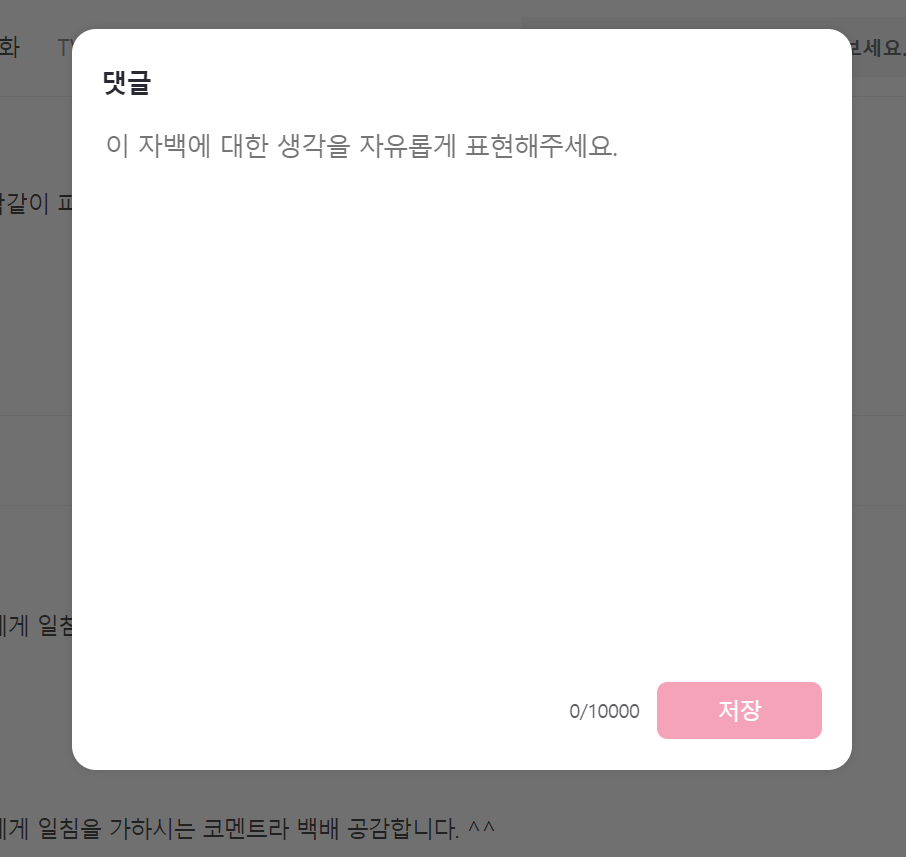 화
보세요.
댓글
이 자백에 대한 생각을 자유롭게 표현해주세요.
같이
에게 일침
0/10000 저장
에게 일침을 가하시는 코멘트라 백배 공감합니다. ^^